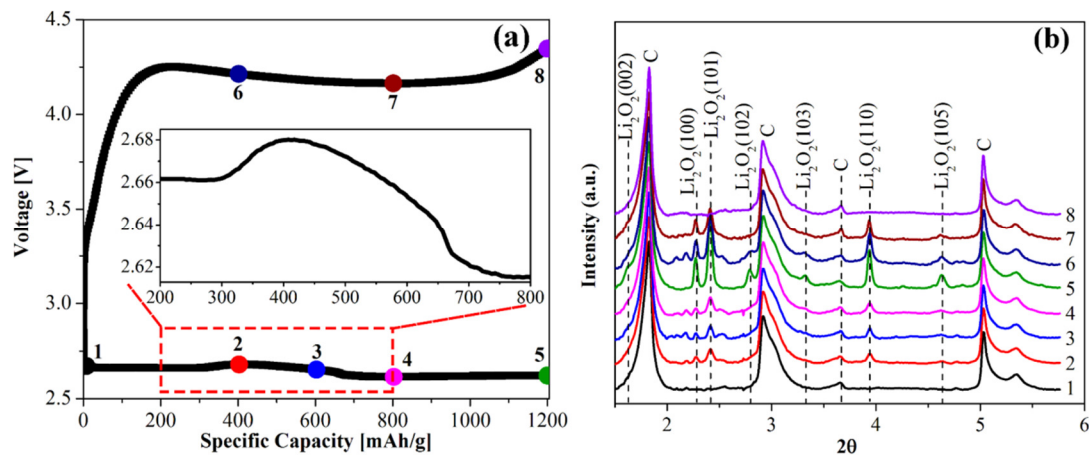 (a)
Voltage [V]
4.5
4.0
3.5
3.0
2.5
1
2
3
4
5
6
7
8
2.68
2.66
2.64
2.62
200 300 400 500 600 700 800
0 200 400 600 800 1000 1200
Specific Capacity [mAh/g]
(b)
Intensity (a.u.)
Li₂O₂(002)
C
Li₂O₂(100)
Li₂O₂(101)
Li₂O₂(102)
C
Li₂O₂(103)
C
Li₂O₂(110)
Li₂O₂(105)
C
8
7
6
5
4
3
2
1
2 3 4 5 6
2θ